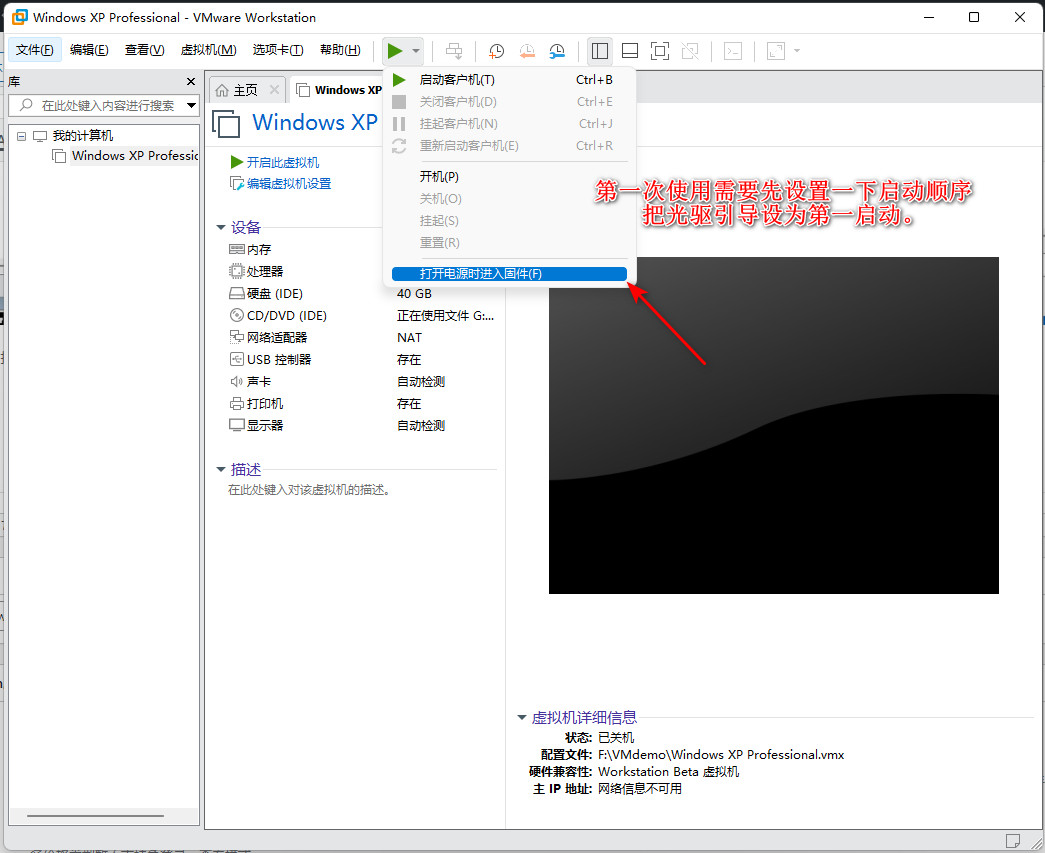 Windows XP Professional - VMware Workstation
文件(F) 编辑(E) 查看(V) 虚拟机(M) 选项卡(T) 帮助(H)
库
在此处键入内容进行搜索
我的计算机
Windows XP Professic
主页
Windows XP
Windows XP
开启此虚拟机
编辑虚拟机设置
启动客户机(T) Ctrl+B
关闭客户机(D) Ctrl+E
挂起客户机(N) Ctrl+J
重新启动客户机(E) Ctrl+R
开机(P)
关机(O)
挂起(S)
重置(R)
打开电源时进入固件(F)
第一次使用需要先设置一下启动顺序
把光驱引导设为第一启动。
设备
内存
处理器
硬盘 (IDE) 40 GB
CD/DVD (IDE) 正在使用文件 G:...
网络适配器 NAT
USB 控制器 存在
声卡 自动检测
打印机 存在
显示器 自动检测
描述
在此处键入对该虚拟机的描述。
虚拟机详细信息
状态: 已关机
配置文件: F:\VMdemo\Windows XP Professional.vmx
硬件兼容性: Workstation Beta 虚拟机
主 IP 地址: 网络信息不可用